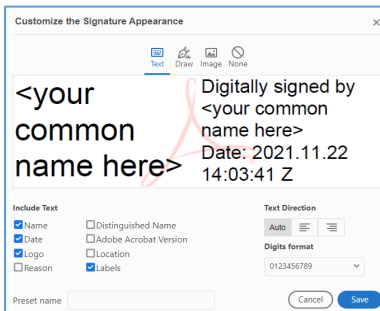 Customize the Signature Appearance
Text Draw Image None
<your
common
name here>
Digitally signed by
<your common
name here>
Date: 2021.11.22
14:03:41 Z
Include Text
Name
Distinguished Name
Date
Adobe Acrobat Version
Logo
Location
Reason
Labels
Text Direction
Auto
Digits format
0123456789
Preset name
Cancel Save